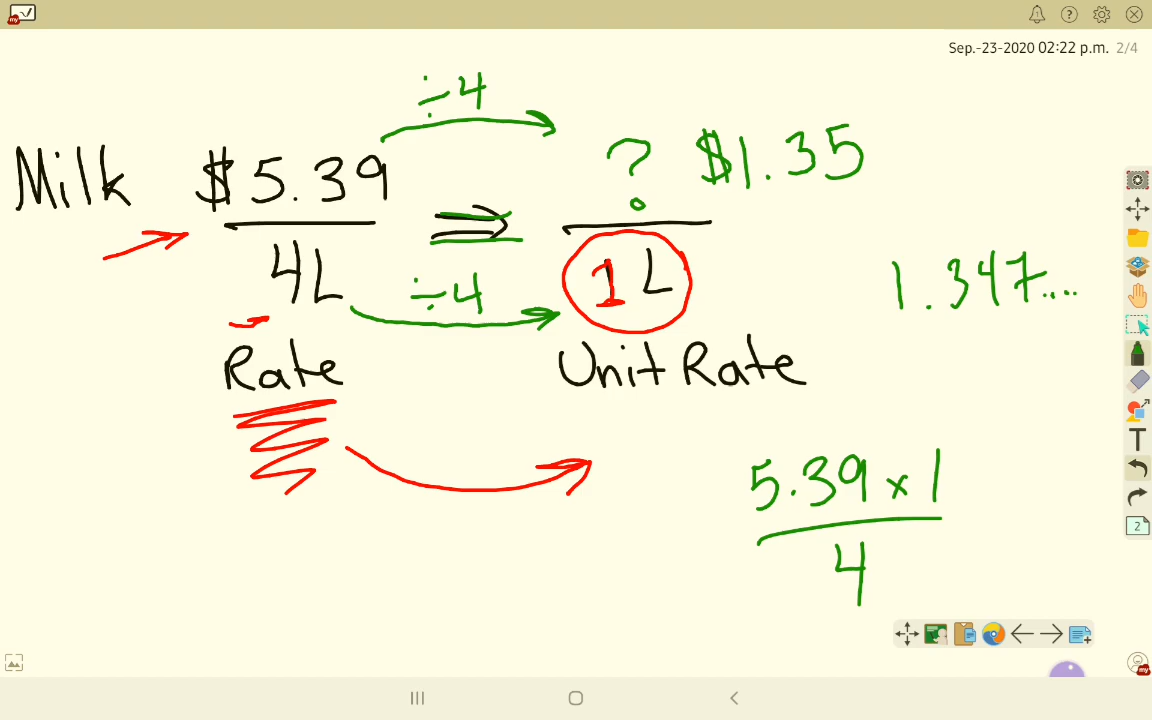 Sep.-23-2020 02:22 p.m. 2/4
÷4
Milk $5.39 ? $1.35
4L ÷4 1L
1.347....
Rate Unit Rate
5.39 x 1
4
T
2